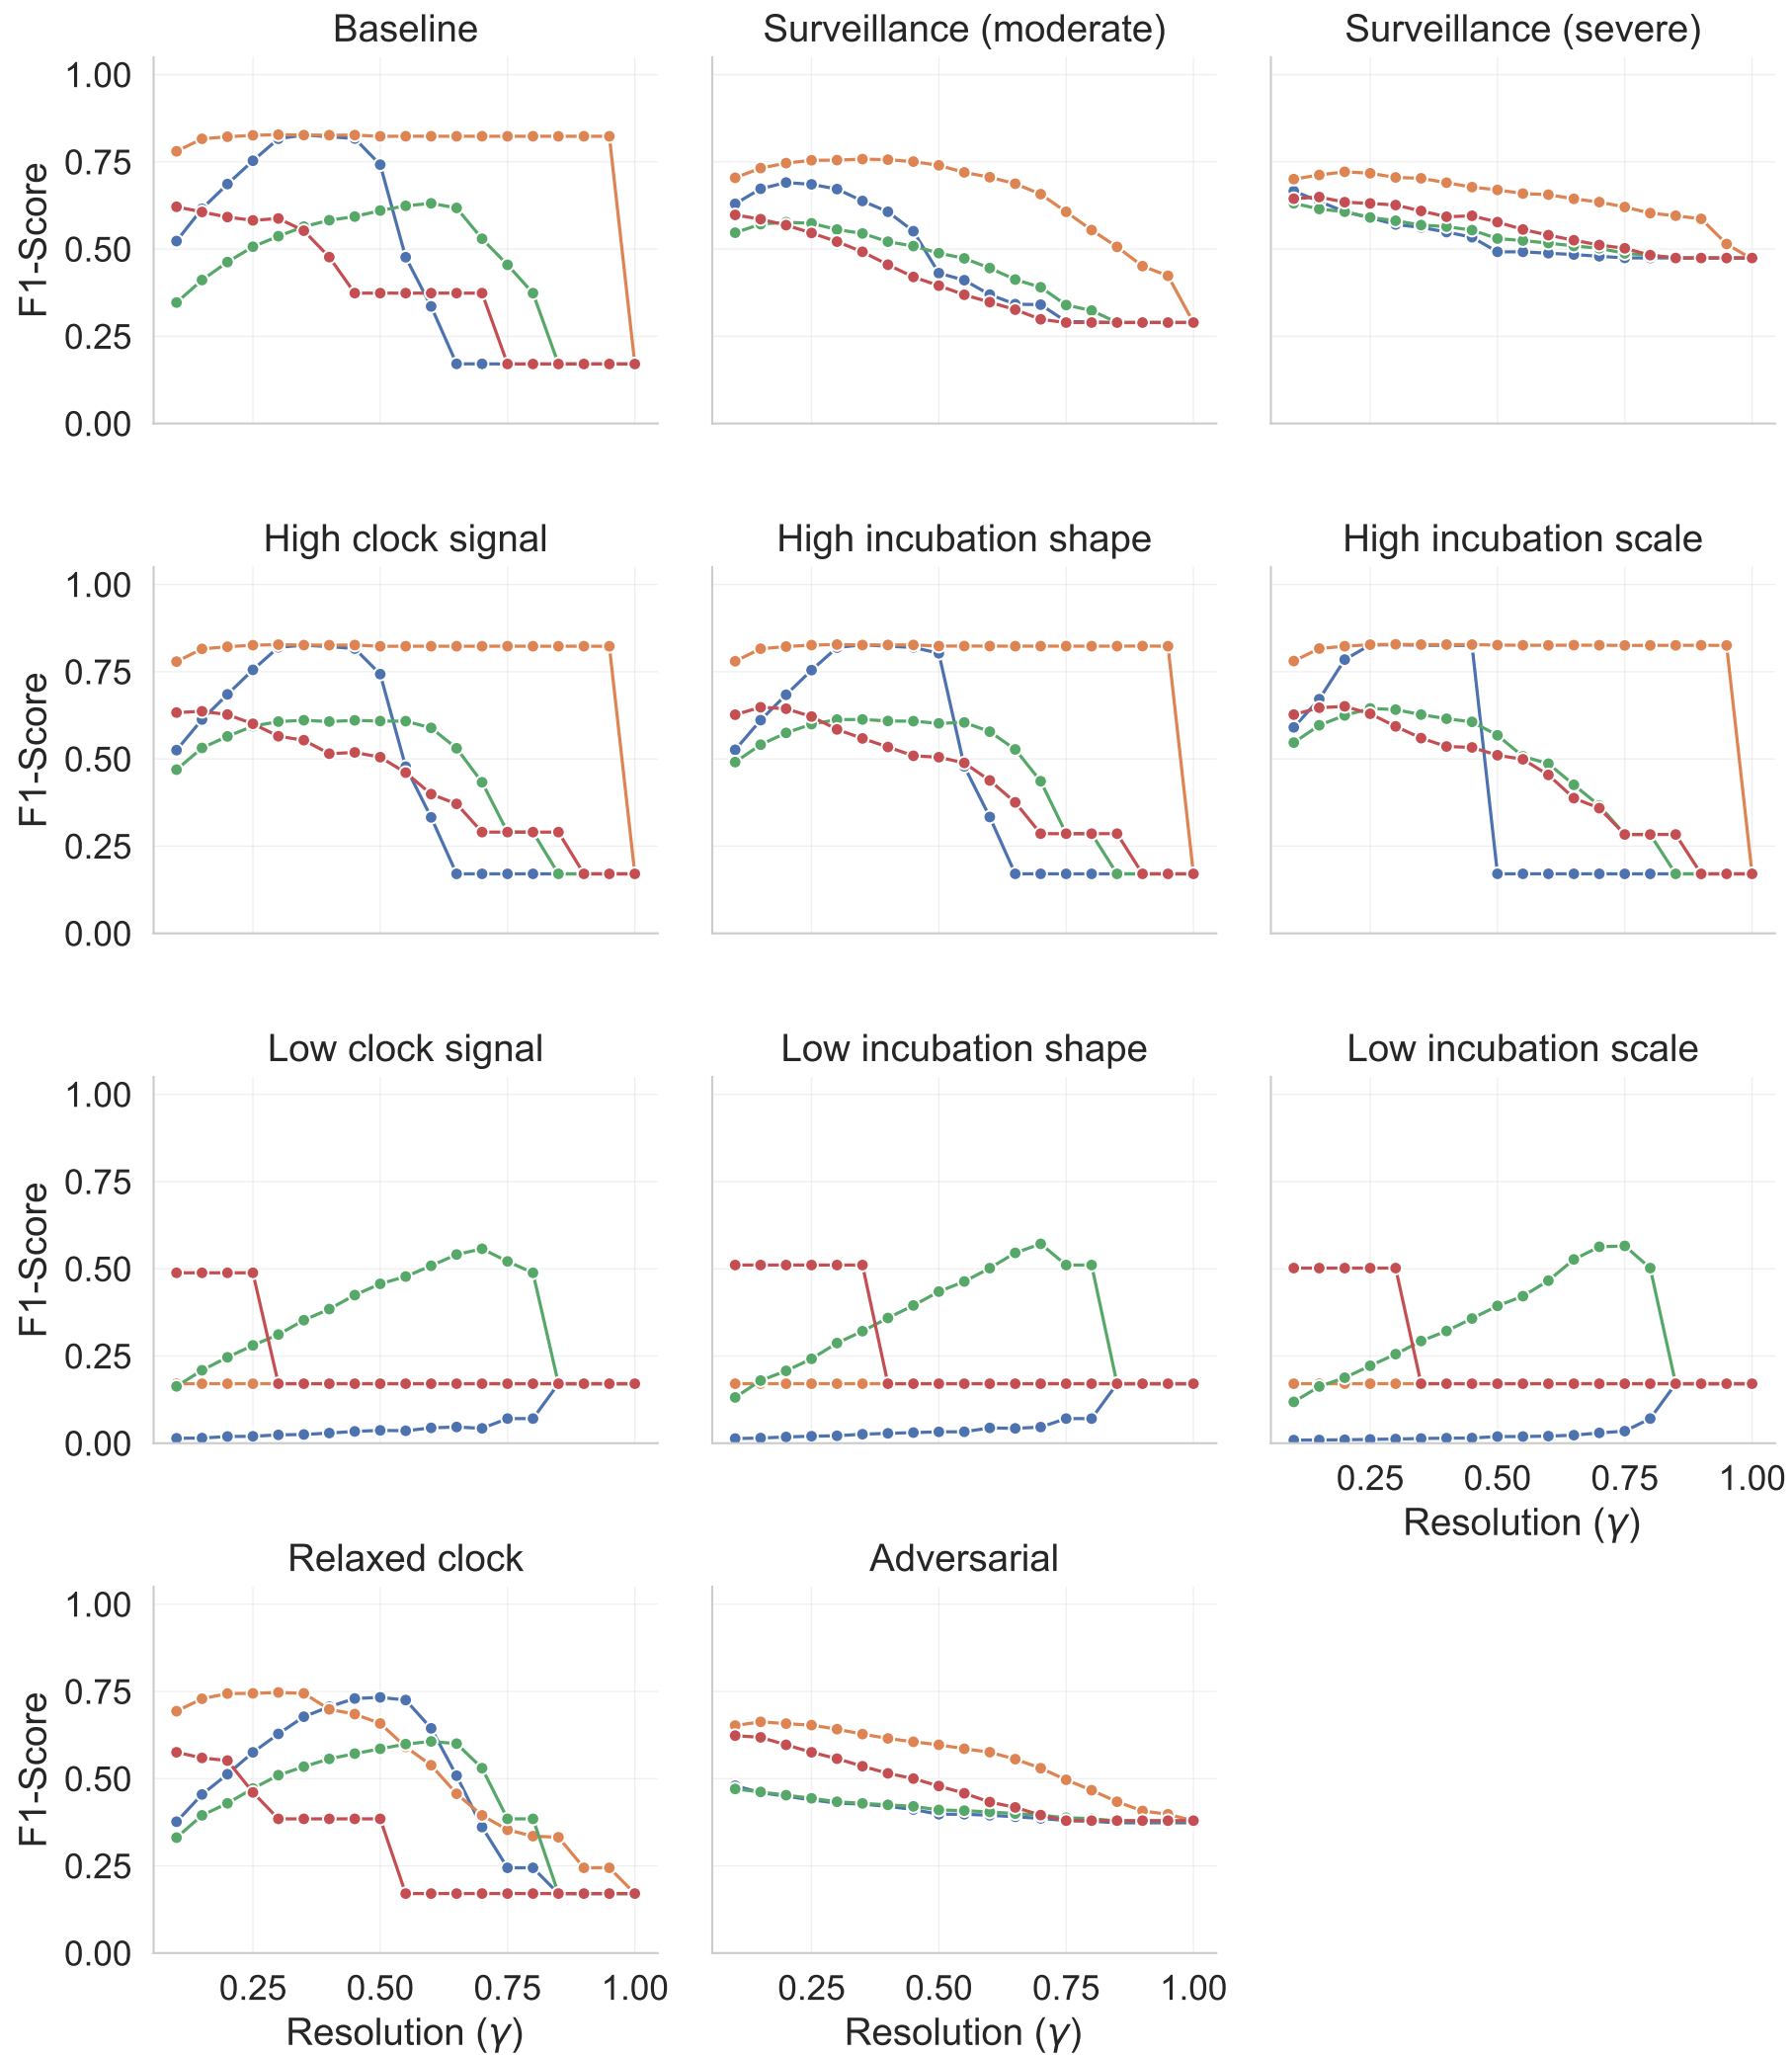 Baseline
Surveillance (moderate)
Surveillance (severe)
1.00
0.75
0.50
0.25
0.00
F1-Score
High clock signal
High incubation shape
High incubation scale
1.00
0.75
0.50
0.25
0.00
F1-Score
Low clock signal
Low incubation shape
Low incubation scale
1.00
0.75
0.50
0.25
0.00
F1-Score
0.25 0.50 0.75 1.00
Resolution (γ)
Relaxed clock
Adversarial
1.00
0.75
0.50
0.25
0.00
F1-Score
0.25 0.50 0.75 1.00
Resolution (γ)
0.25 0.50 0.75 1.00
Resolution (γ)